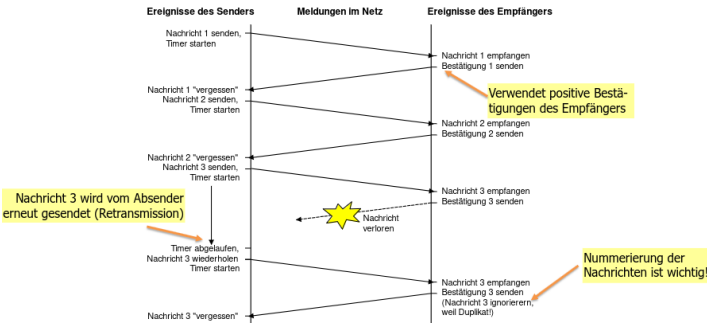 Ereignisse des Senders
Meldungen im Netz
Ereignisse des Empfängers
Nachricht 1 senden,
Timer starten
Nachricht 1 empfangen
Bestätigung 1 senden
Verwendet positive Bestä-
tigungen des Empfängers
Nachricht 1 "vergessen"
Nachricht 2 senden,
Timer starten
Nachricht 2 empfangen
Bestätigung 2 senden
Nachricht 2 "vergessen"
Nachricht 3 senden,
Timer starten
Nachricht 3 empfangen
Bestätigung 3 senden
Nachricht 3 wird vom Absender
erneut gesendet (Retransmission)
Nachricht
verloren
Timer abgelaufen,
Nachricht 3 wiederholen
Timer starten
Nummerierung der
Nachrichten ist wichtig!
Nachricht 3 empfangen
Bestätigung 3 senden
(Nachricht 3 ignorierern,
weil Duplikat!)
Nachricht 3 "vergessen"